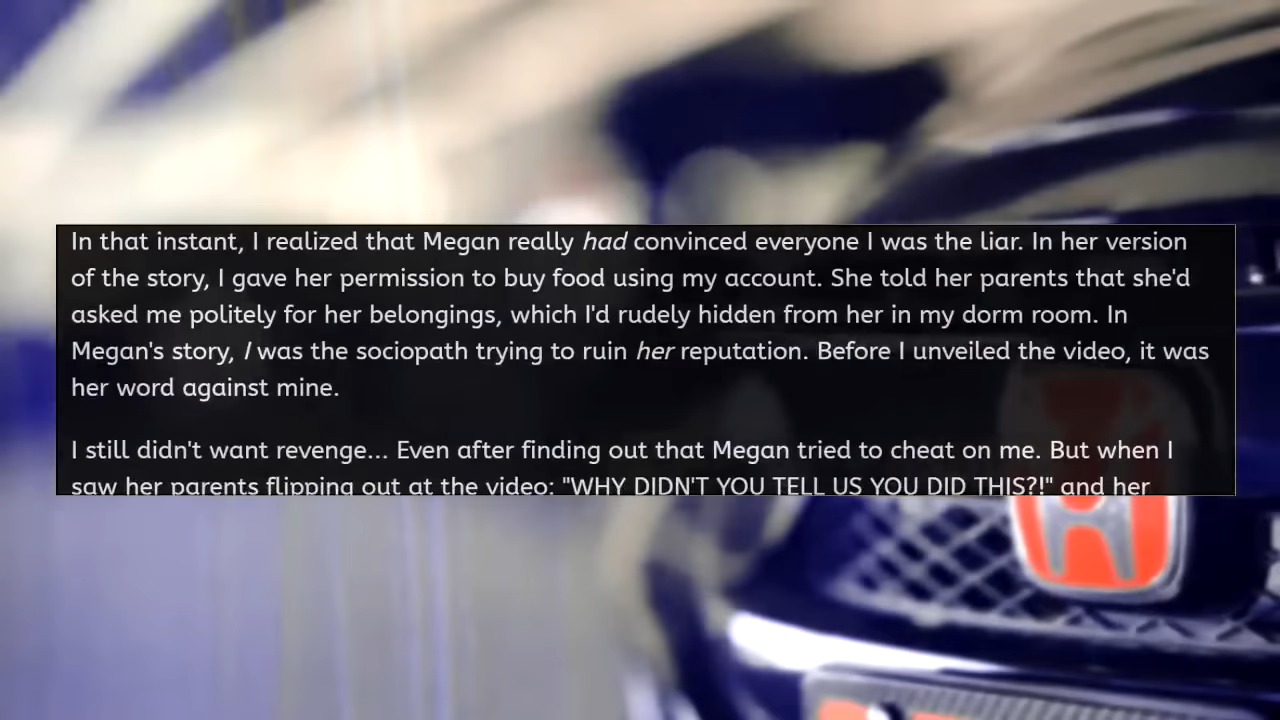 In that instant, I realized that Megan really had convinced everyone I was the liar. In her version
of the story, I gave her permission to buy food using my account. She told her parents that she'd
asked me politely for her belongings, which I'd rudely hidden from her in my dorm room. In
Megan's story, I was the sociopath trying to ruin her reputation. Before I unveiled the video, it was
her word against mine.
I still didn't want revenge... Even after finding out that Megan tried to cheat on me. But when I
saw her parents flipping out at the video: "WHY DIDN'T YOU TELL US YOU DID THIS?!" and her